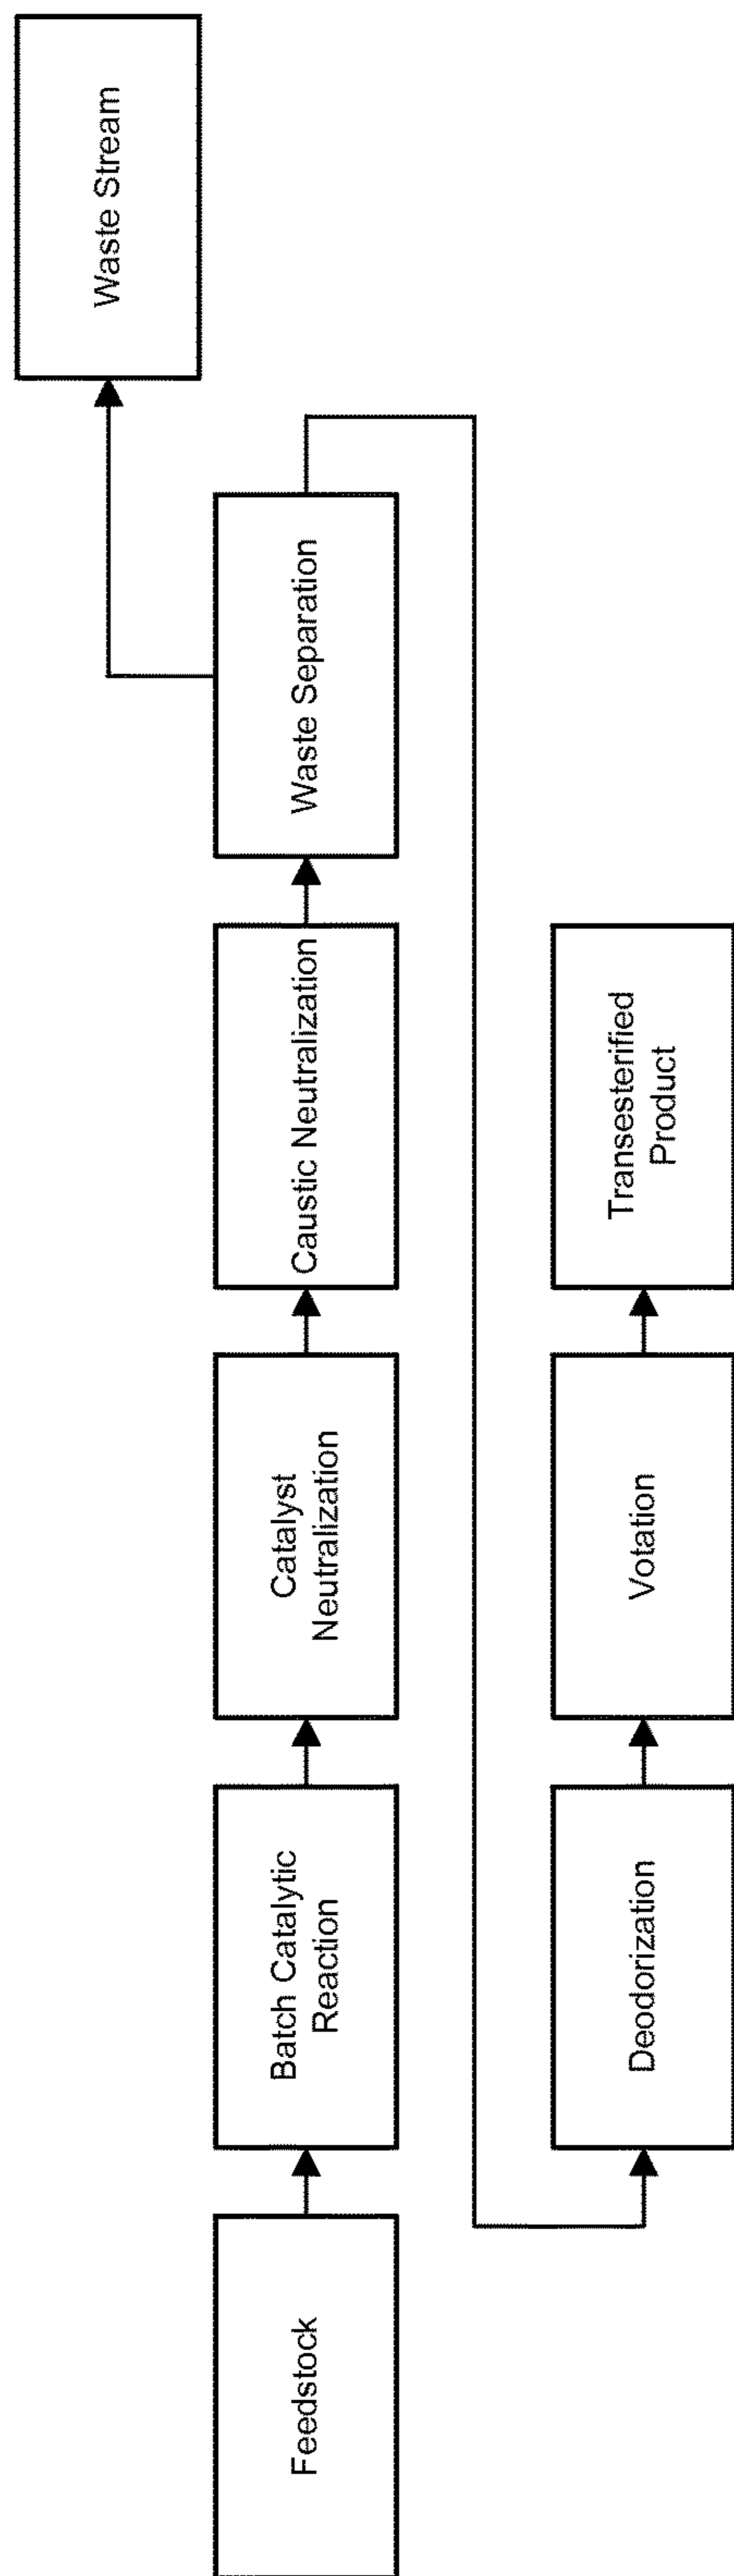 Feedstock
Batch Catalytic
Reaction
Catalyst
Neutralization
Caustic Neutralization
Waste Separation
Waste Stream
Deodorization
Votation
Transesterified
Product